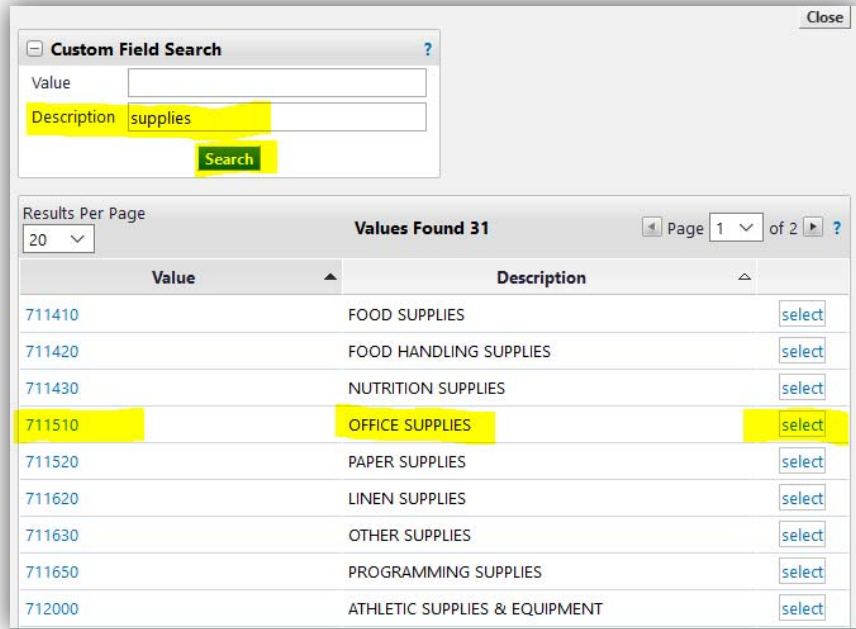 Close
Custom Field Search ?
Value
Description supplies
Search
Results Per Page
20 Values Found 31 Page 1 of 2 ?
Value Description
711410 FOOD SUPPLIES select
711420 FOOD HANDLING SUPPLIES select
711430 NUTRITION SUPPLIES select
711510 OFFICE SUPPLIES select
711520 PAPER SUPPLIES select
711620 LINEN SUPPLIES select
711630 OTHER SUPPLIES select
711650 PROGRAMMING SUPPLIES select
712000 ATHLETIC SUPPLIES & EQUIPMENT select